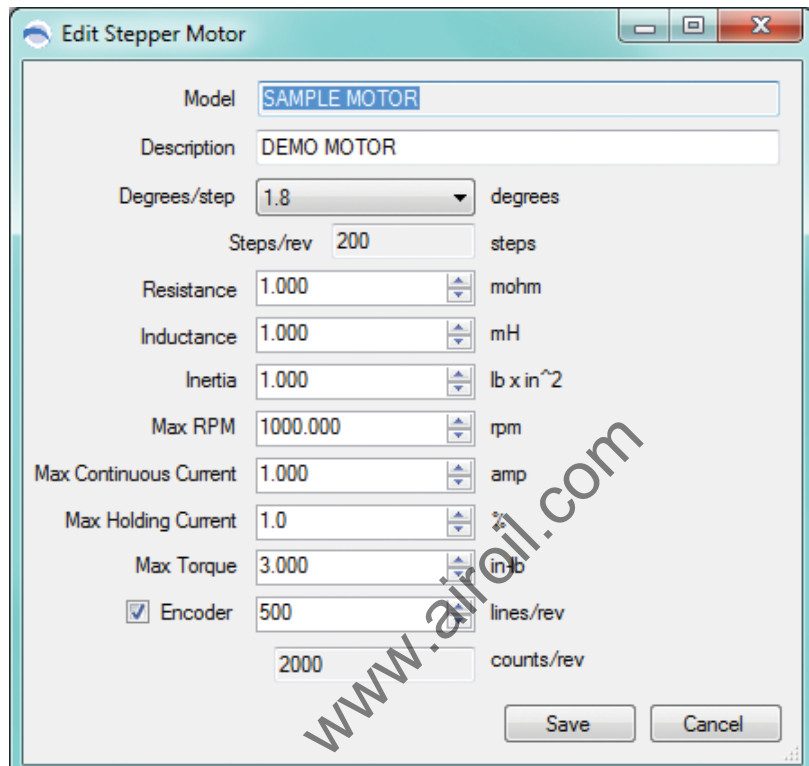 Edit Stepper Motor
Model SAMPLE MOTOR
Description DEMO MOTOR
Degrees/step 1.8 degrees
Steps/rev 200 steps
Resistance 1.000 mohm
Inductance 1.000 mH
Inertia 1.000 lb x in^2
Max RPM 1000.000 rpm
Max Continuous Current 1.000 amp
Max Holding Current 1.0 %
Max Torque 3.000 in-lb
Encoder 500 lines/rev
2000 counts/rev
Save Cancel
www.airoil.com